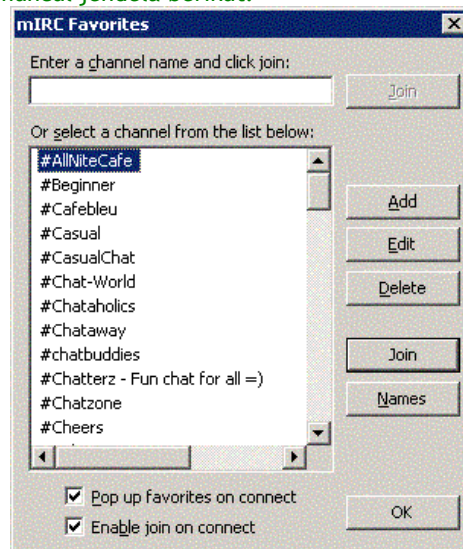 mIRC Favorites
Enter a channel name and click join:
Join
Or select a channel from the list below:
#AllNiteCafe
#Beginner
#Cafebleu
#Casual
#CasualChat
#Chat-World
#Chataholics
#Chataway
#chatbuddies
#Chatterz - Fun chat for all =)
#Chatzone
#Cheers
Add
Edit
Delete
Join
Names
Pop up favorites on connect
Enable join on connect
OK